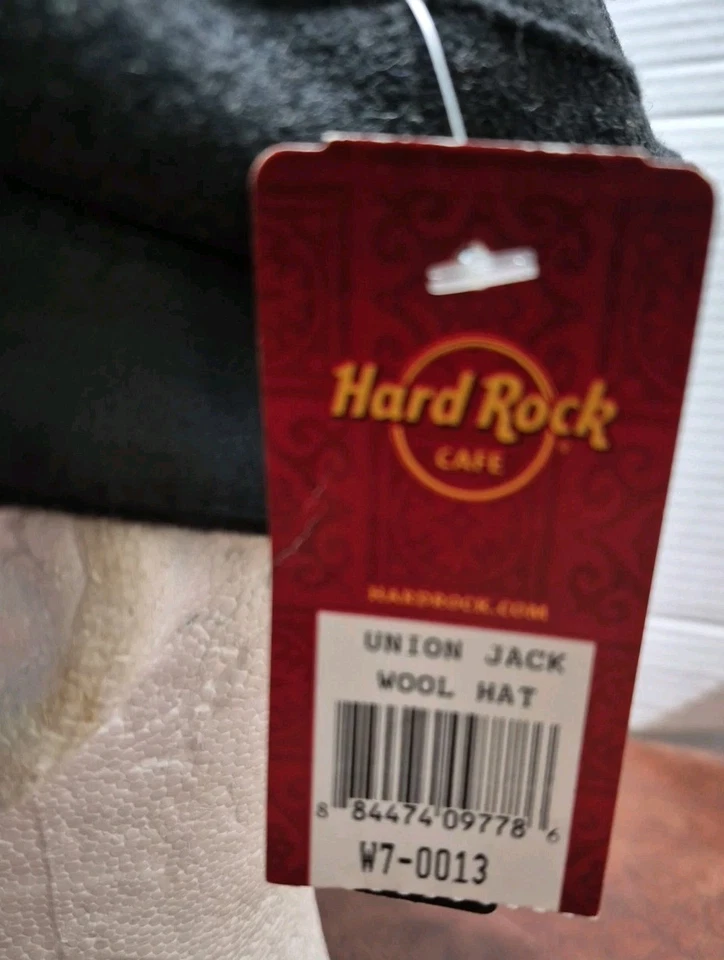 Hard Rock
CAFE
HARDROCK.COM
UNION JACK
WOOL HAT
8 84474 09778 6
W7-0013